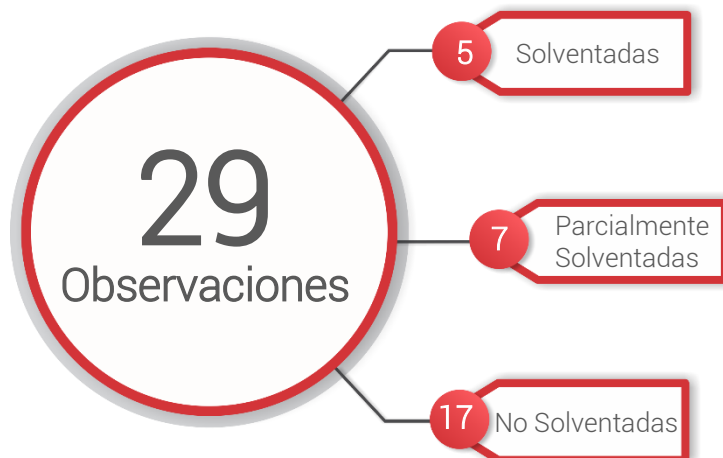 29
Observaciones
5
Solventadas
7
Parcialmente
Solventadas
17
No Solventadas